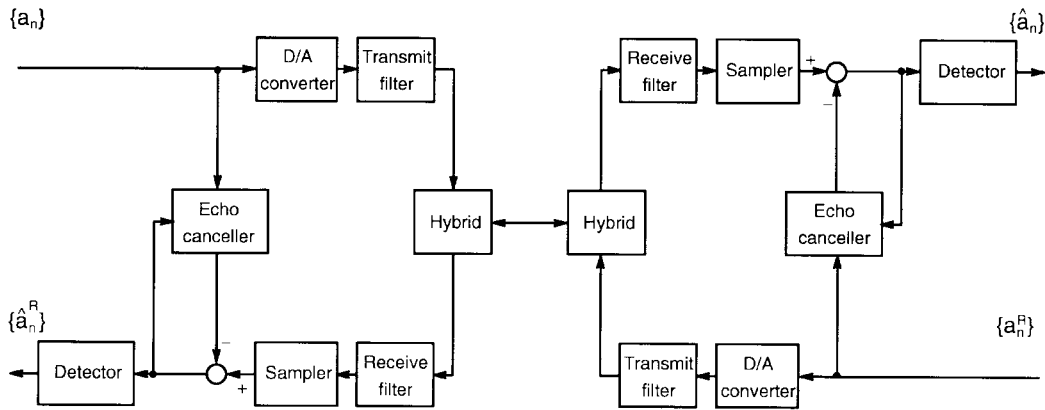 {aₙ}
{âₙ}
D/A
converter
Transmit
filter
Receive
filter
Sampler
+
−
Detector
Echo
canceller
Hybrid
Hybrid
Echo
canceller
{âₙᴿ}
{aₙᴿ}
−
+
Detector
Sampler
Receive
filter
Transmit
filter
D/A
converter